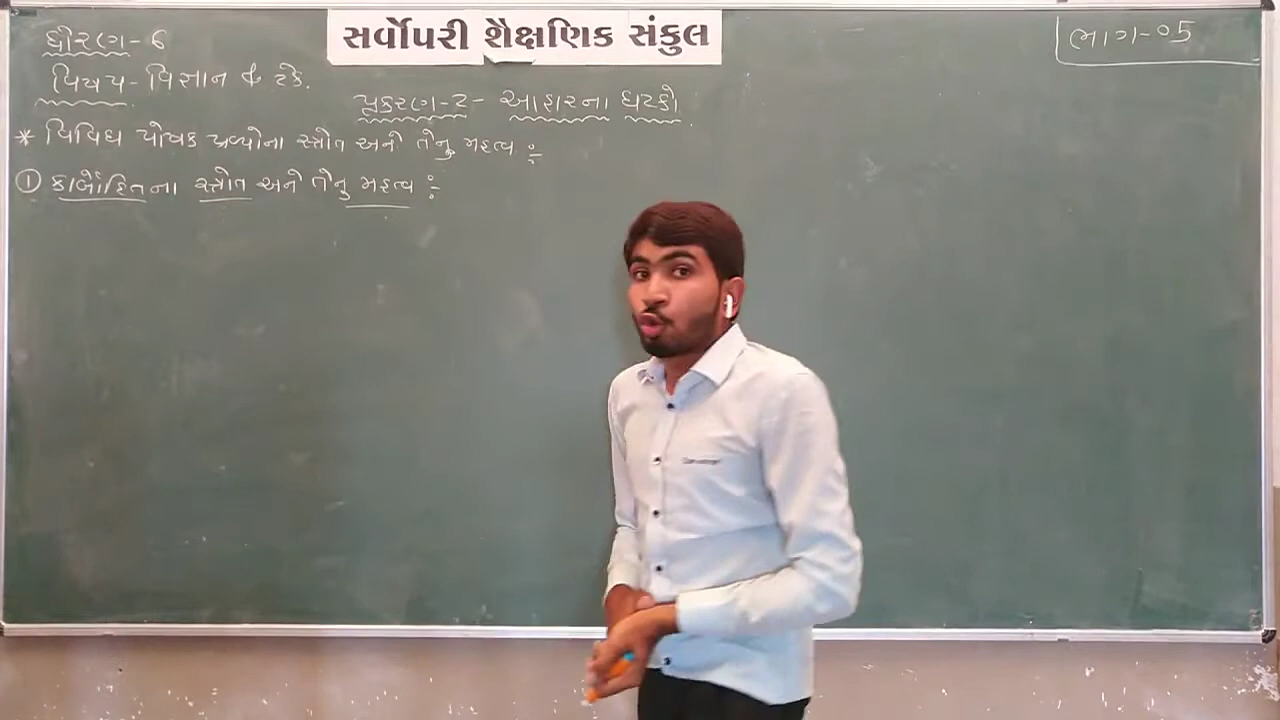 સર્વોપરી શૈક્ષણિક સંકુલ
ધોરણ-6
ભાગ-05
વિષય-વિજ્ઞાન & ટેક.
પ્રકરણ-2- આહારના ઘટકો
* વિવિધ પોષક દ્રવ્યોના સ્ત્રોત અને તેનુ મહત્વ :-
① કાર્બોહિતના સ્ત્રોત અને તેનુ મહત્વ :-